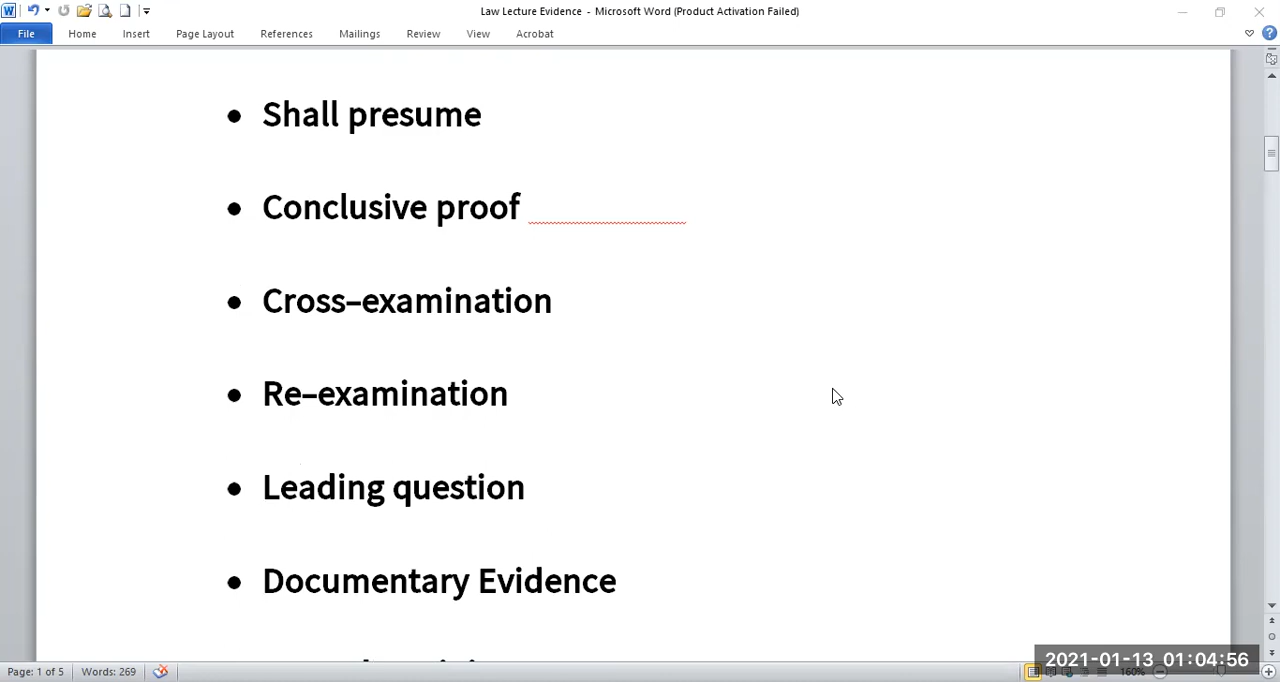 Law Lecture Evidence - Microsoft Word (Product Activation Failed)
File Home Insert Page Layout References Mailings Review View Acrobat
• Shall presume
• Conclusive proof
• Cross–examination
• Re–examination
• Leading question
• Documentary Evidence
Page: 1 of 5 Words: 269 160%
2021-01-13 01:04:56